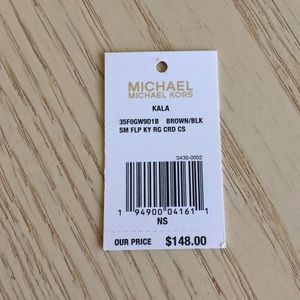 MICHAEL
MICHAEL KORS
KALA
35F0GW9D1B BROWN/BLK
SM FLP KY RG CRD CS
S430-0002
1 94900 04161 1
NS
OUR PRICE $148.00